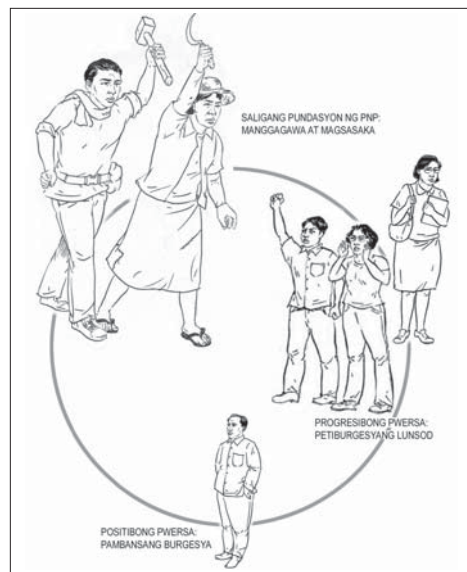 SALIGANG PUNDASYON NG PNP:
MANGGAGAWA AT MAGSASAKA
PROGRESIBONG PWERSA:
PETIBURGESYANG LUNSOD
POSITIBONG PWERSA:
PAMBANSANG BURGESYA